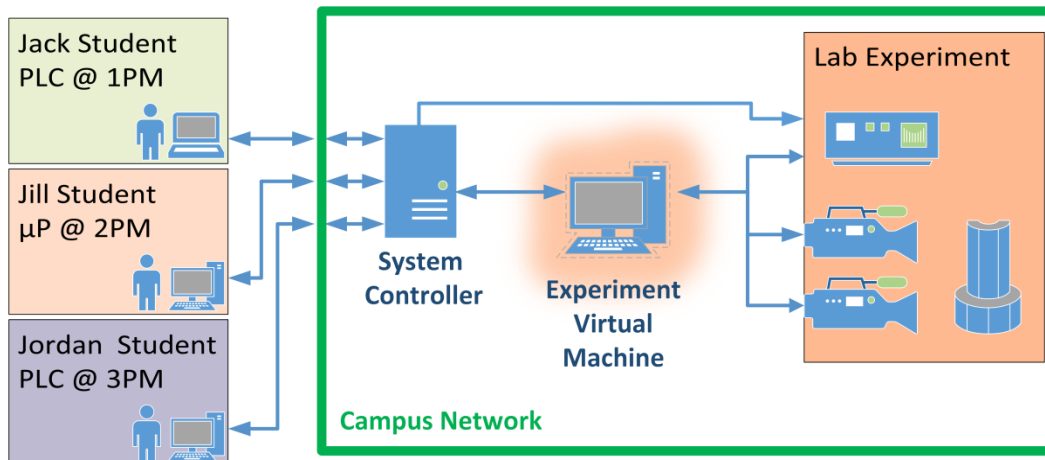 Jack Student
PLC @ 1PM
Jill Student
µP @ 2PM
Jordan  Student
PLC @ 3PM
System
Controller
Experiment
Virtual
Machine
Lab Experiment
Campus Network